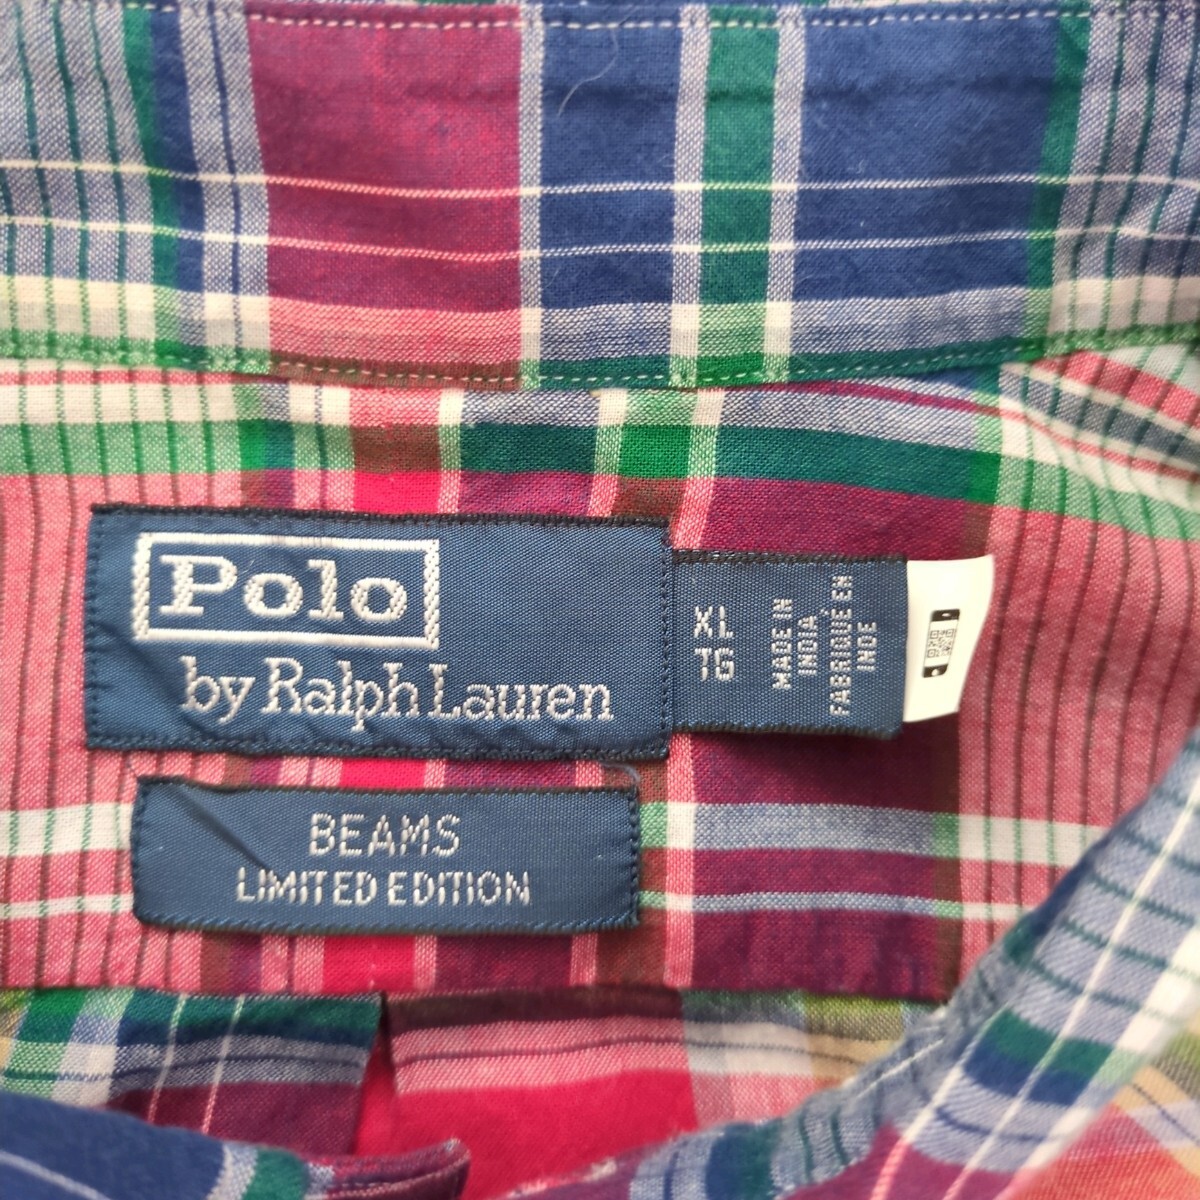 Polo
by Ralph Lauren
XL
TG
MADE IN
INDIA
FABRIQUÉ EN
INDE
BEAMS
LIMITED EDITION